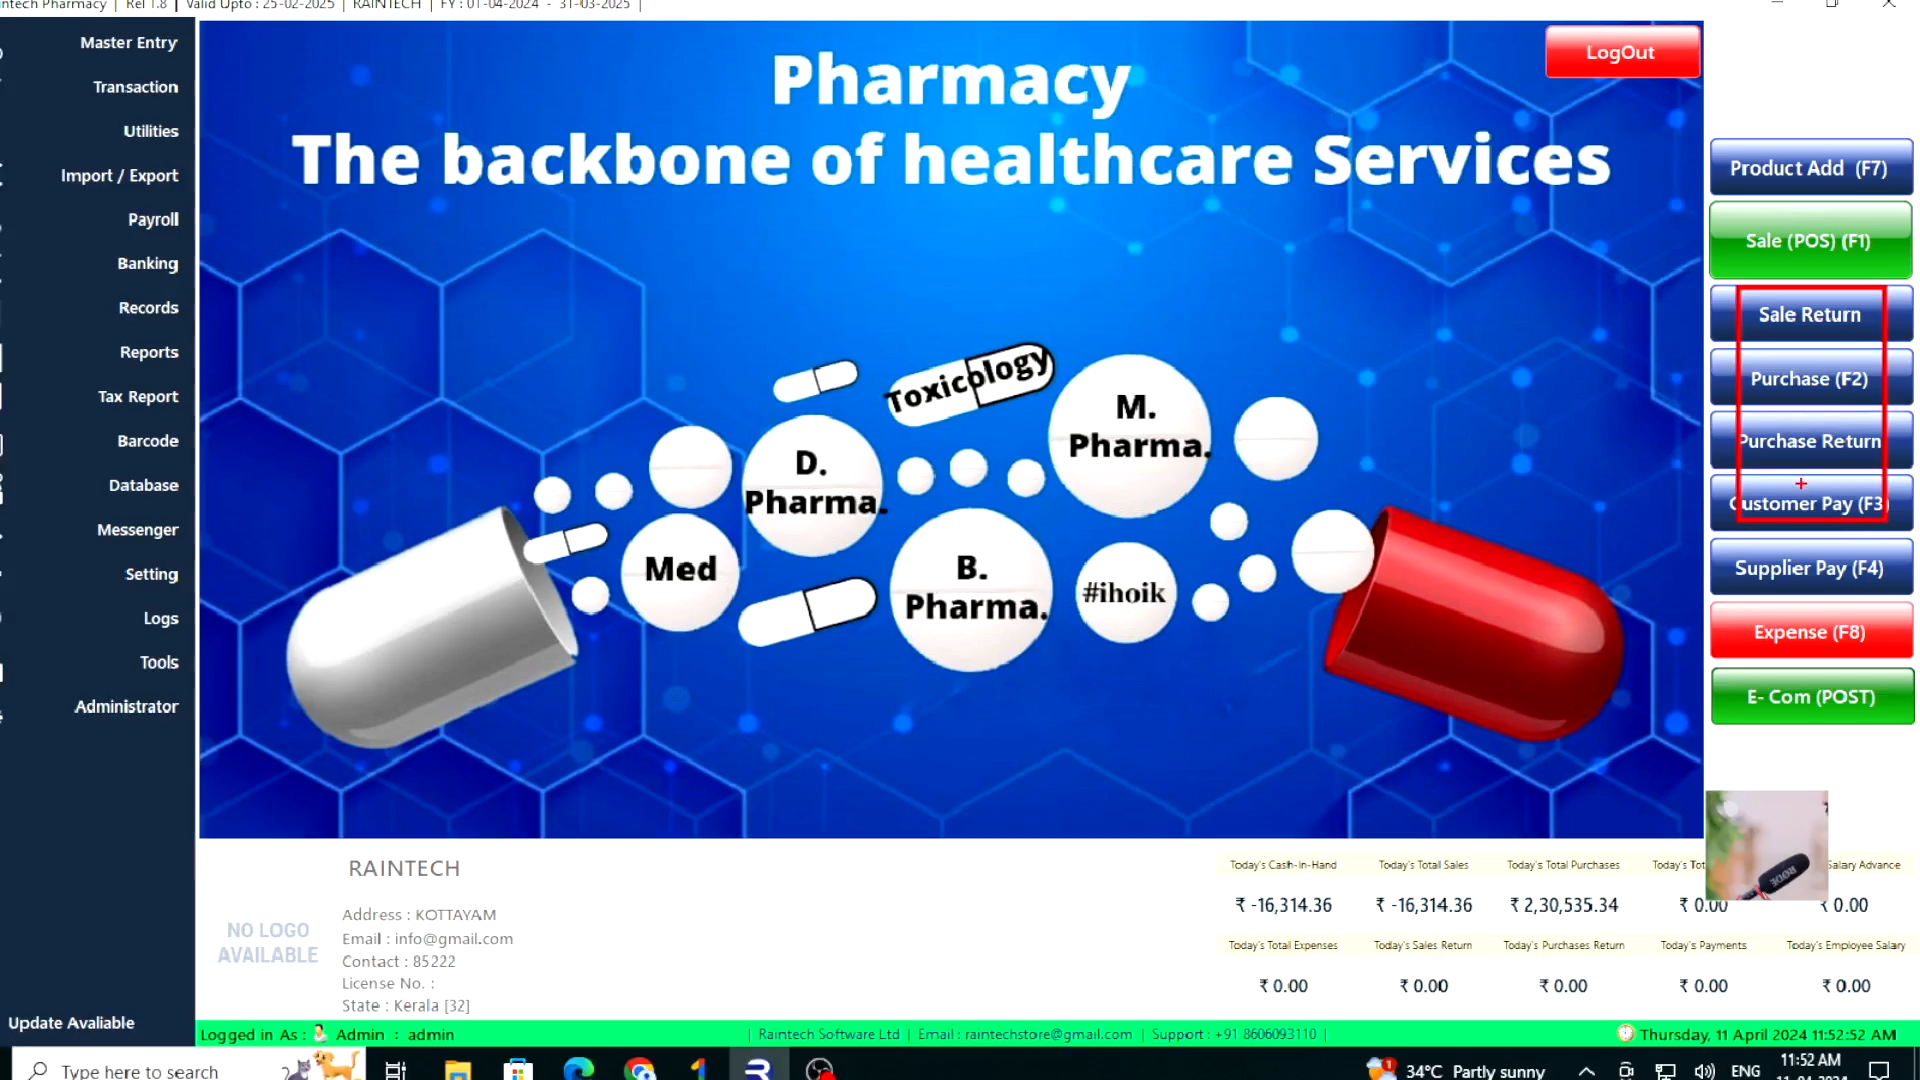 ntech Pharmacy | Rel 1.8 | Valid Upto : 25-02-2025 | RAINTECH | FY : 01-04-2024 - 31-03-2025 |
Master Entry
Transaction
Utilities
Import / Export
Payroll
Banking
Records
Reports
Tax Report
Barcode
Database
Messenger
Setting
Logs
Tools
Administrator
Update Avaliable
Pharmacy
The backbone of healthcare Services
LogOut
Toxicology
M.
Pharma.
D.
Pharma.
Med
B.
Pharma.
#ihoik
Product Add (F7)
Sale (POS) (F1)
Sale Return
Purchase (F2)
Purchase Return
Customer Pay (F3)
Supplier Pay (F4)
Expense (F8)
E- Com (POST)
RODE
NO LOGO
AVAILABLE
RAINTECH
Address : KOTTAYAM
Email : info@gmail.com
Contact : 85222
License No. :
State : Kerala [32]
Today's Cash-In-Hand Today's Total Sales Today's Total Purchases Today's Tot Salary Advance
₹ -16,314.36 ₹ -16,314.36 ₹ 2,30,535.34 ₹ 0.00 ₹ 0.00
Today's Total Expenses Today's Sales Return Today's Purchases Return Today's Payments Today's Employee Salary
₹ 0.00 ₹ 0.00 ₹ 0.00 ₹ 0.00 ₹ 0.00
Logged in As : Admin : admin | Raintech Software Ltd | Email : raintechstore@gmail.com | Support : +91 8606093110 | Thursday, 11 April 2024 11:52:52 AM
Type here to search 34°C Partly sunny ENG 11:52 AM
11-04-2024